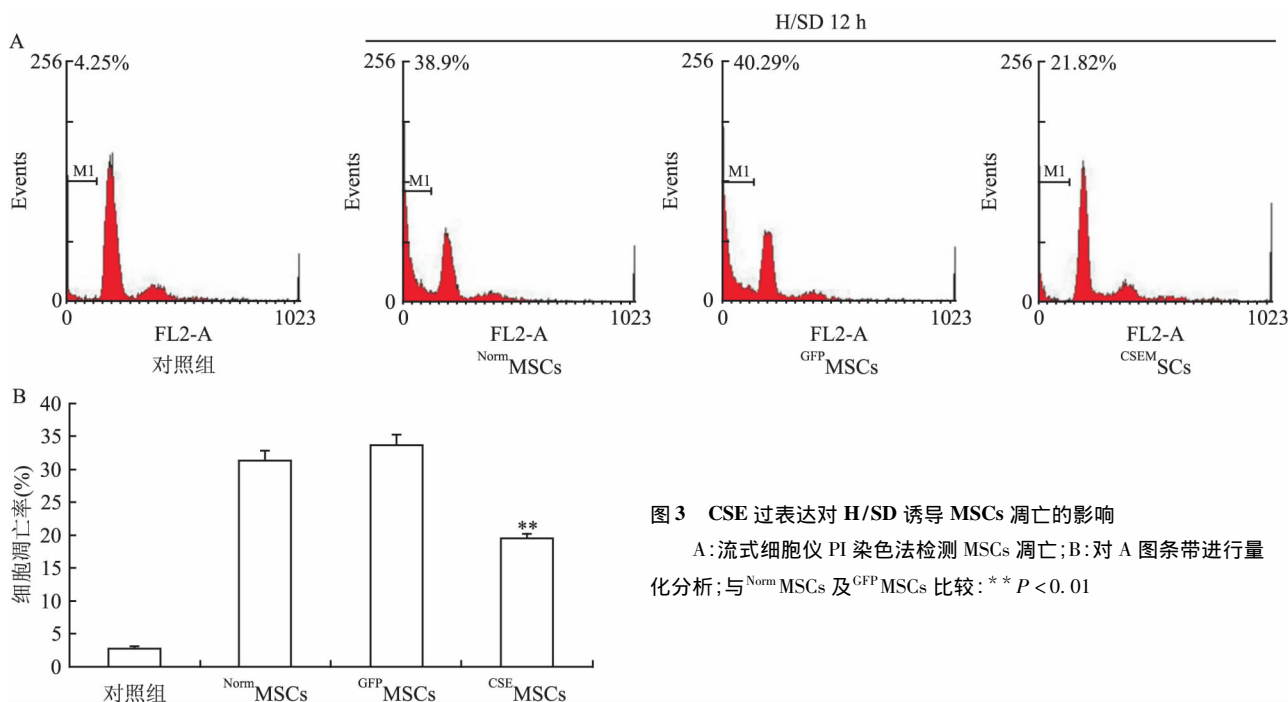 H/SD 12 h
A
256 4.25%
M1
Events
0
0 1023
FL2-A
对照组
256 38.9%
M1
Events
0
0 1023
FL2-A
NormMSCs
256 40.29%
M1
Events
0
0 1023
FL2-A
GFPMSCs
256 21.82%
M1
Events
0
0 1023
FL2-A
CSEMSCs
B
细胞凋亡率(%)
40
35
30
25
20
15
10
5
0
**
对照组 NormMSCs GFPMSCs CSEMSCs
图3 CSE 过表达对 H/SD 诱导 MSCs 凋亡的影响
A:流式细胞仪 PI 染色法检测 MSCs 凋亡;B:对 A 图条带进行量
化分析;与NormMSCs 及GFPMSCs 比较:**P<0.01